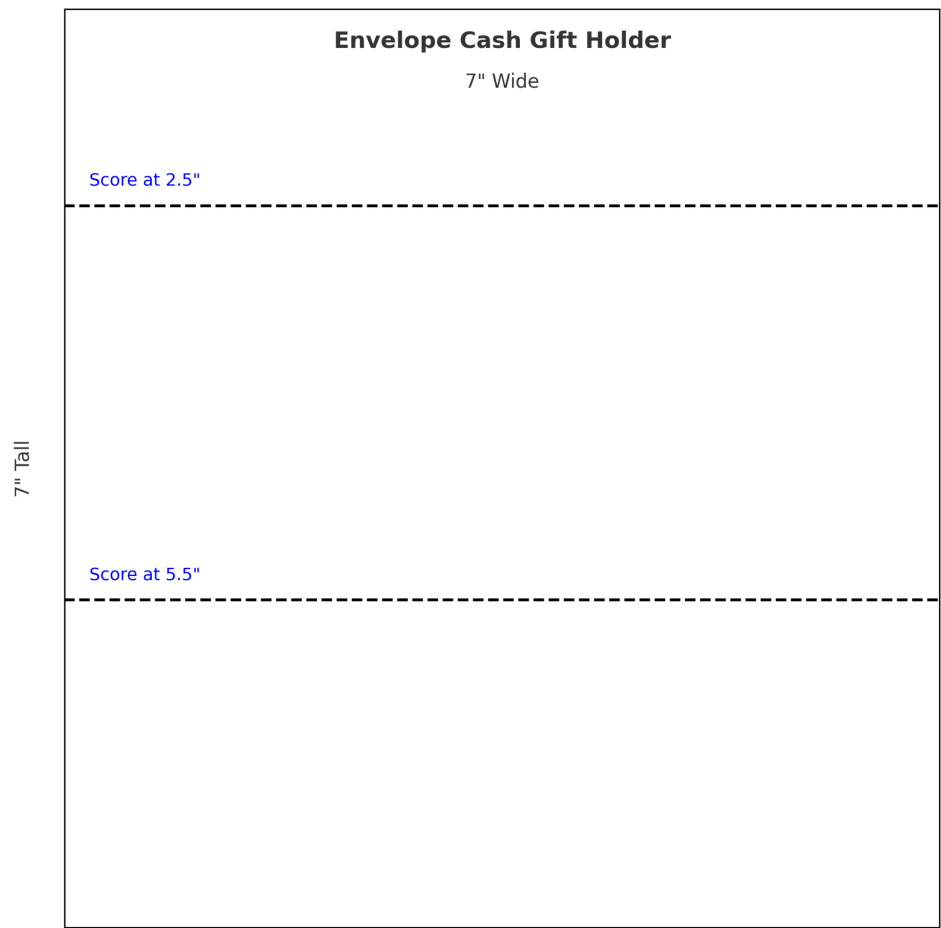 Envelope Cash Gift Holder
7" Wide
Score at 2.5"
7" Tall
Score at 5.5"